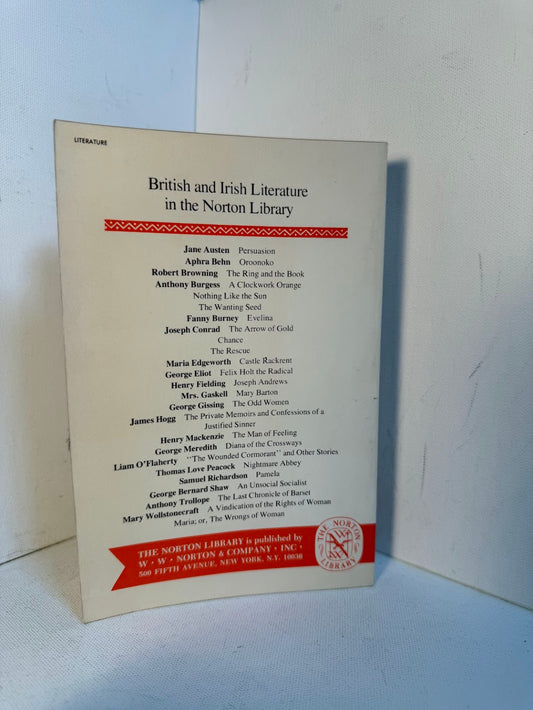 LITERATURE
British and Irish Literature
in the Norton Library
Jane Austen Persuasion
Aphra Behn Oroonoko
Robert Browning The Ring and the Book
Anthony Burgess A Clockwork Orange
Nothing Like the Sun
The Wanting Seed
Fanny Burney Evelina
Joseph Conrad The Arrow of Gold
Chance
The Rescue
Maria Edgeworth Castle Rackrent
George Eliot Felix Holt the Radical
Henry Fielding Joseph Andrews
Mrs. Gaskell Mary Barton
George Gissing The Odd Women
James Hogg The Private Memoirs and Confessions of a
Justified Sinner
Henry Mackenzie The Man of Feeling
George Meredith Diana of the Crossways
Liam O'Flaherty "The Wounded Cormorant" and Other Stories
Thomas Love Peacock Nightmare Abbey
Samuel Richardson Pamela
George Bernard Shaw An Unsocial Socialist
Anthony Trollope The Last Chronicle of Barset
Mary Wollstonecraft A Vindication of the Rights of Woman
Maria; or, The Wrongs of Woman
THE NORTON LIBRARY is published by
W · W · NORTON & COMPANY · INC ·
500 FIFTH AVENUE, NEW YORK, N.Y. 10036
THE NORTON
LIBRARY